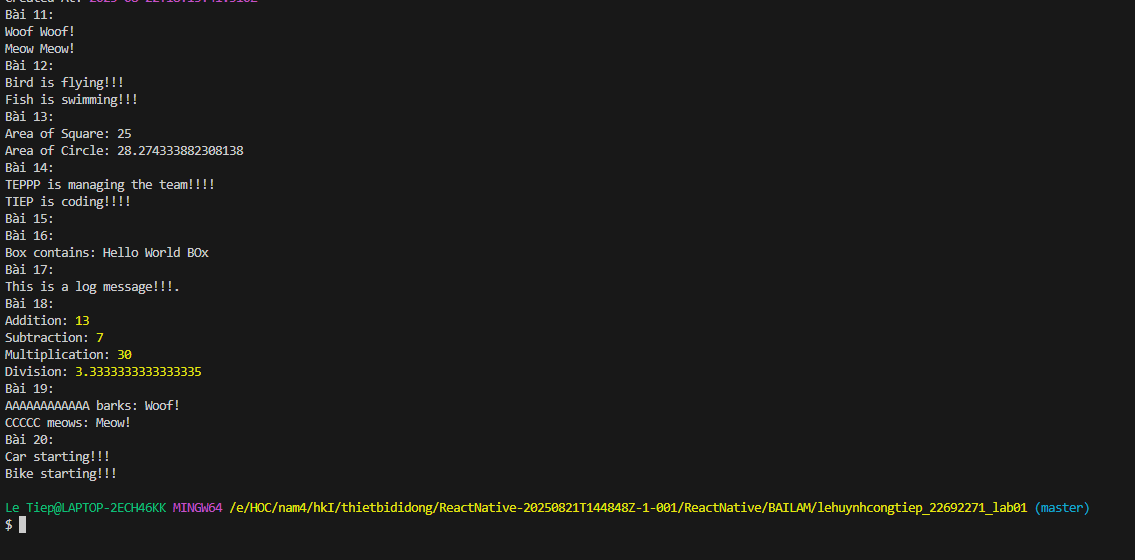 Bài 11:
Woof Woof!
Meow Meow!
Bài 12:
Bird is flying!!!
Fish is swimming!!!
Bài 13:
Area of Square: 25
Area of Circle: 28.274333882308138
Bài 14:
TEPPP is managing the team!!!!
TIEP is coding!!!!
Bài 15:
Bài 16:
Box contains: Hello World BOx
Bài 17:
This is a log message!!!.
Bài 18:
Addition: 13
Subtraction: 7
Multiplication: 30
Division: 3.3333333333333335
Bài 19:
AAAAAAAAAAAA barks: Woof!
CCCCC meows: Meow!
Bài 20:
Car starting!!!
Bike starting!!!
Le Tiep@LAPTOP-2ECH46KK MINGW64 /e/HOC/nam4/hkI/thietbididong/ReactNative-20250821T144848Z-1-001/ReactNative/BAILAM/lehuynhcongtiep_22692271_lab01 (master)
$